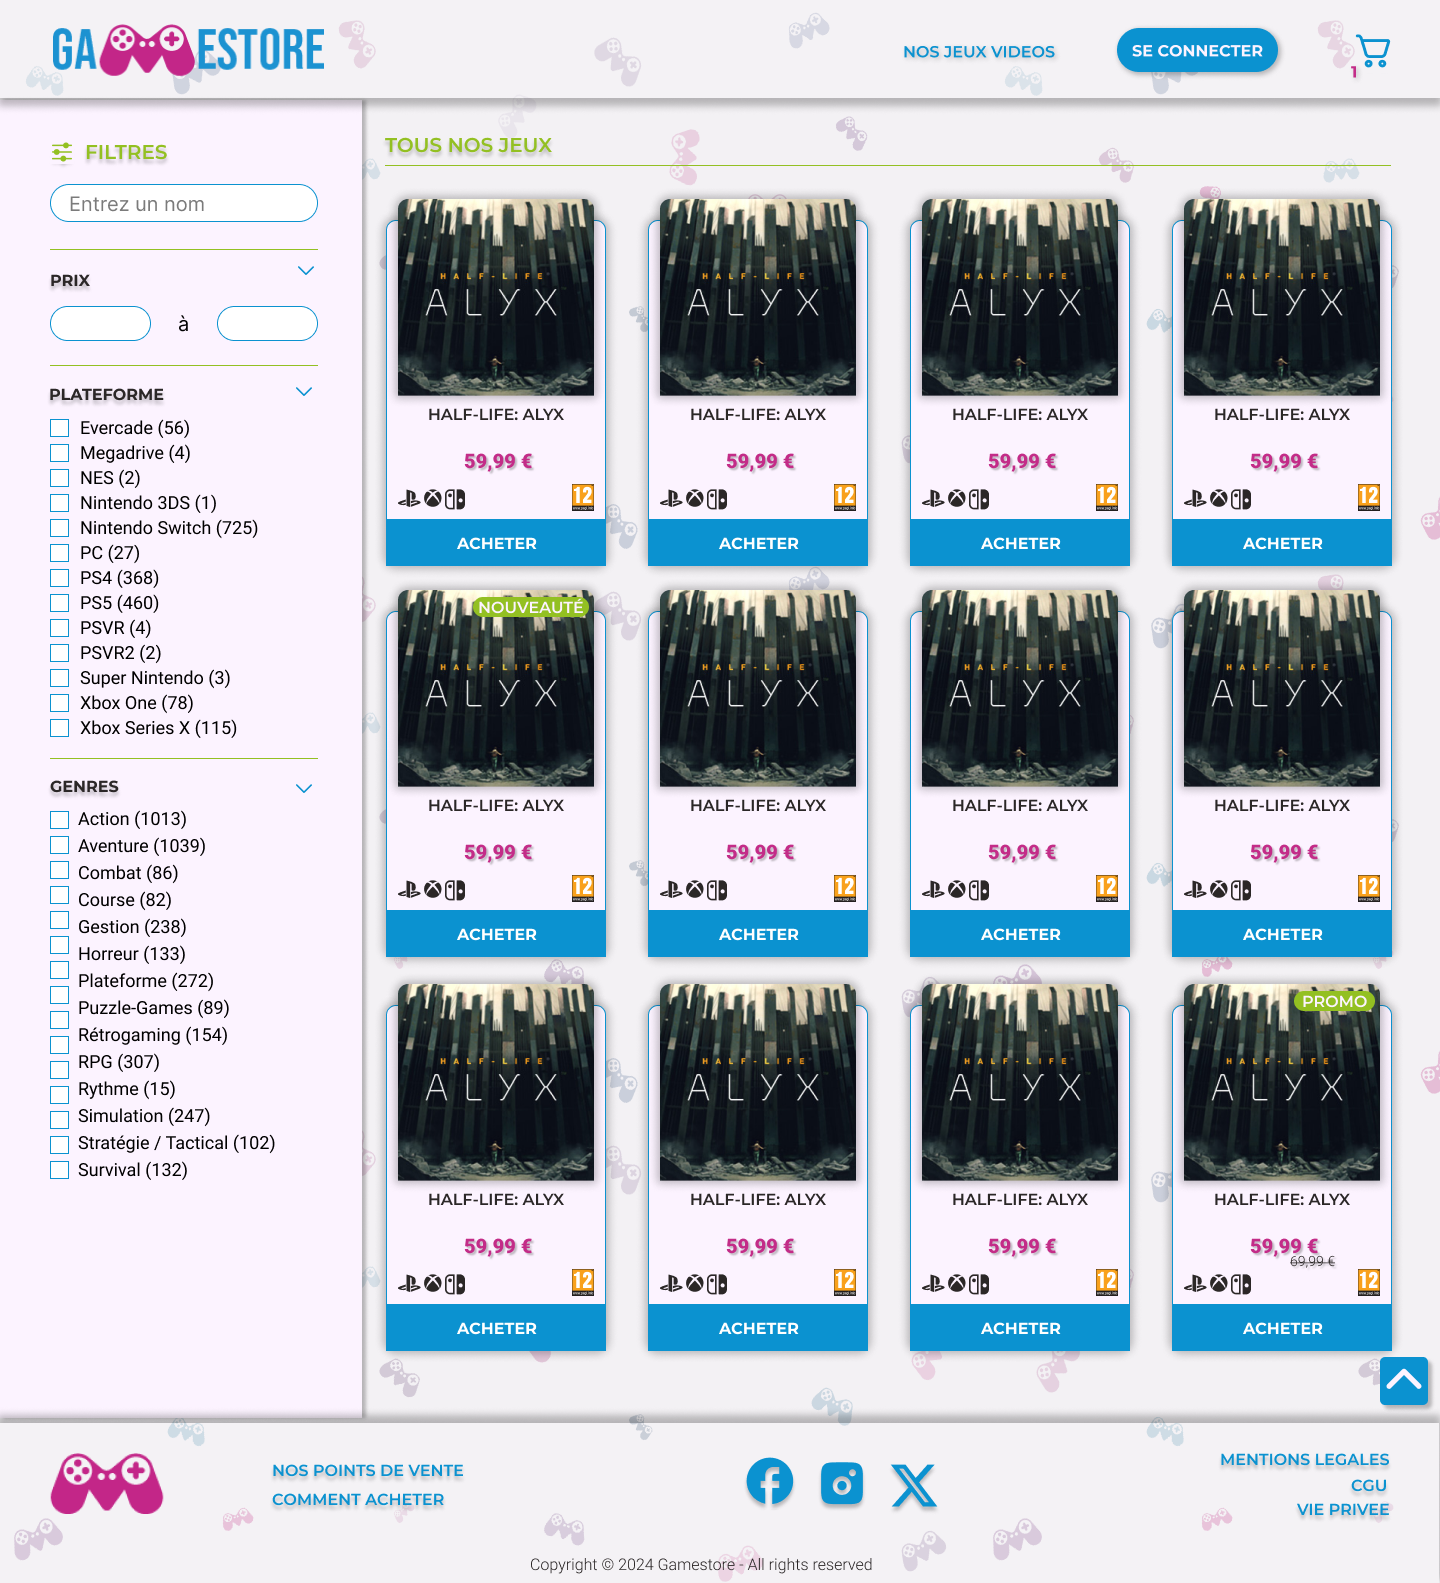 GAMESTORE
NOS JEUX VIDEOS
SE CONNECTER
1
FILTRES
Entrez un nom
PRIX
à
PLATEFORME
Evercade (56)
Megadrive (4)
NES (2)
Nintendo 3DS (1)
Nintendo Switch (725)
PC (27)
PS4 (368)
PS5 (460)
PSVR (4)
PSVR2 (2)
Super Nintendo (3)
Xbox One (78)
Xbox Series X (115)
GENRES
Action (1013)
Aventure (1039)
Combat (86)
Course (82)
Gestion (238)
Horreur (133)
Plateforme (272)
Puzzle-Games (89)
Rétrogaming (154)
RPG (307)
Rythme (15)
Simulation (247)
Stratégie / Tactical (102)
Survival (132)
TOUS NOS JEUX
HALF-LIFE
ALYX
HALF-LIFE: ALYX
59,99 €
12
ACHETER
HALF-LIFE
ALYX
HALF-LIFE: ALYX
59,99 €
12
ACHETER
HALF-LIFE
ALYX
HALF-LIFE: ALYX
59,99 €
12
ACHETER
HALF-LIFE
ALYX
HALF-LIFE: ALYX
59,99 €
12
ACHETER
NOUVEAUTÉ
HALF-LIFE
ALYX
HALF-LIFE: ALYX
59,99 €
12
ACHETER
HALF-LIFE
ALYX
HALF-LIFE: ALYX
59,99 €
12
ACHETER
HALF-LIFE
ALYX
HALF-LIFE: ALYX
59,99 €
12
ACHETER
HALF-LIFE
ALYX
HALF-LIFE: ALYX
59,99 €
12
ACHETER
HALF-LIFE
ALYX
HALF-LIFE: ALYX
59,99 €
12
ACHETER
HALF-LIFE
ALYX
HALF-LIFE: ALYX
59,99 €
12
ACHETER
HALF-LIFE
ALYX
HALF-LIFE: ALYX
59,99 €
12
ACHETER
PROMO
HALF-LIFE
ALYX
HALF-LIFE: ALYX
59,99 €
69,99 €
12
ACHETER
NOS POINTS DE VENTE
COMMENT ACHETER
MENTIONS LEGALES
CGU
VIE PRIVEE
Copyright © 2024 Gamestore - All rights reserved